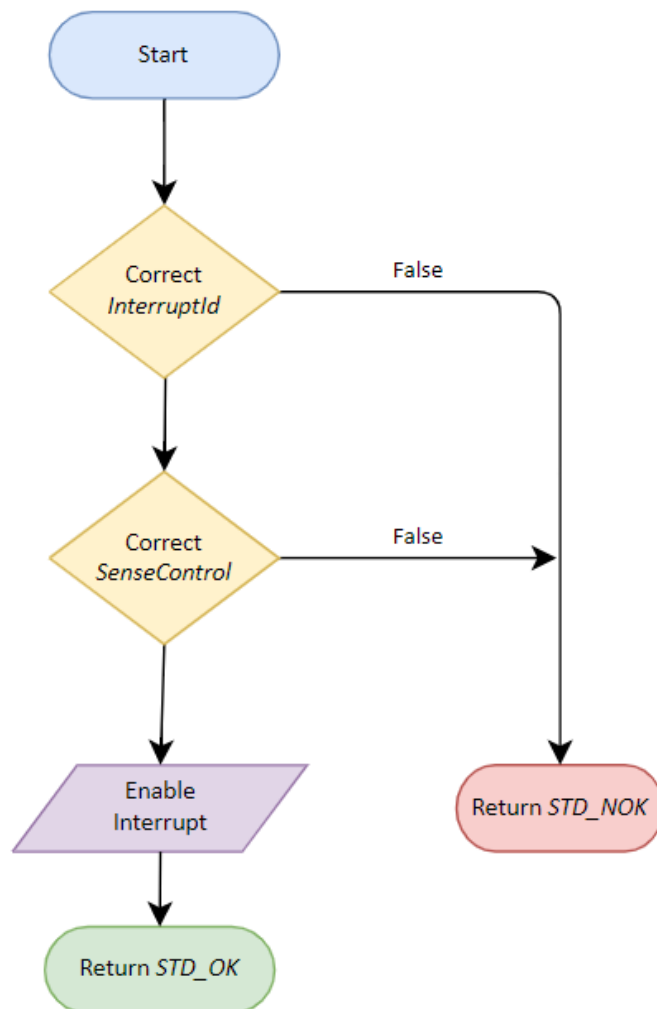 Start
Correct
InterruptId
False
Correct
SenseControl
False
Enable
Interrupt
Return STD_NOK
Return STD_OK